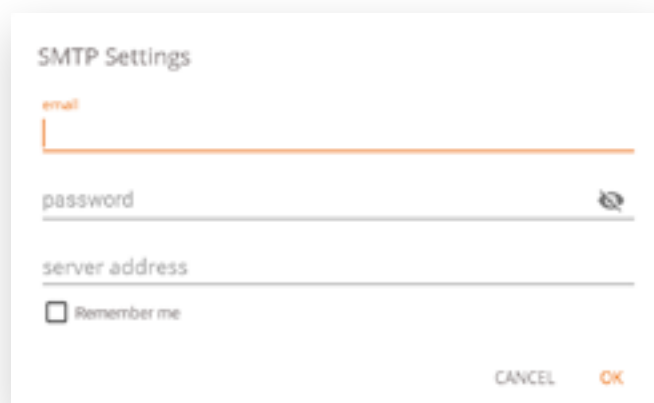 SMTP Settings
email
password
server address
Remember me
CANCEL OK